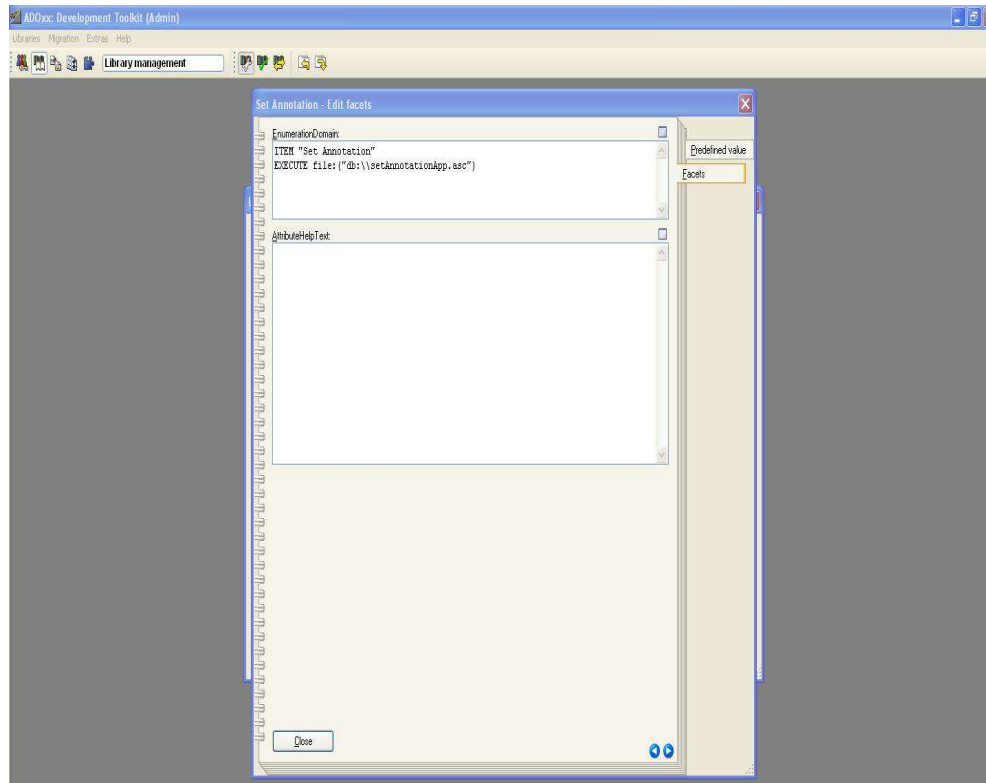 ADOxx: Development Toolkit (Admin)
Libraries Migration Extras Help
Library management
Set Annotation - Edit facets
EnumerationDomain:
ITEM "Set Annotation"
EXECUTE file:("db:\\setAnnotationApp.asc")
Predefined value
Facets
AttributeHelpText:
Close